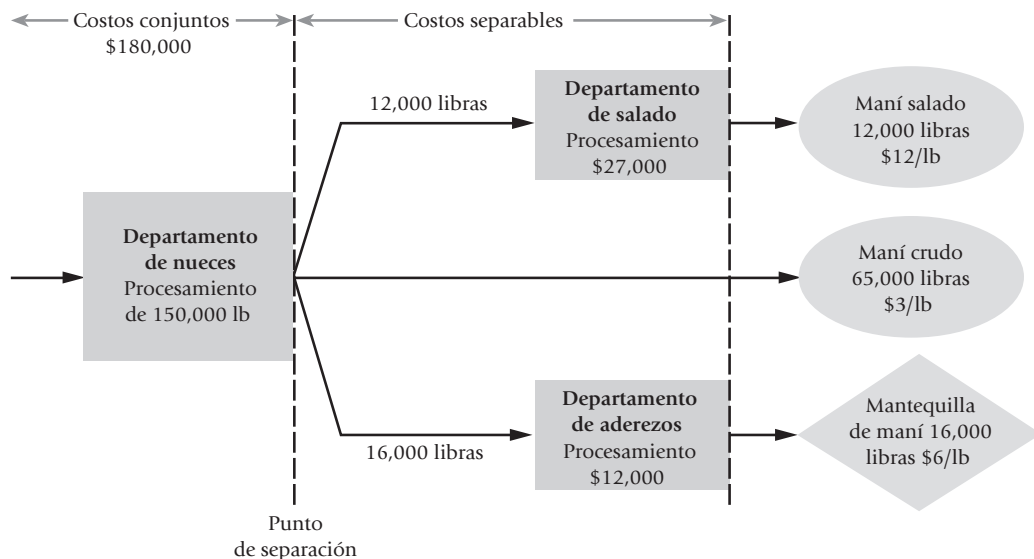 Costos conjuntos
$180,000
Costos separables
12,000 libras
Departamento
de salado
Procesamiento
$27,000
Maní salado
12,000 libras
$12/lb
Departamento
de nueces
Procesamiento
de 150,000 lb
Maní crudo
65,000 libras
$3/lb
16,000 libras
Departamento
de aderezos
Procesamiento
$12,000
Mantequilla
de maní 16,000
libras $6/lb
Punto
de separación